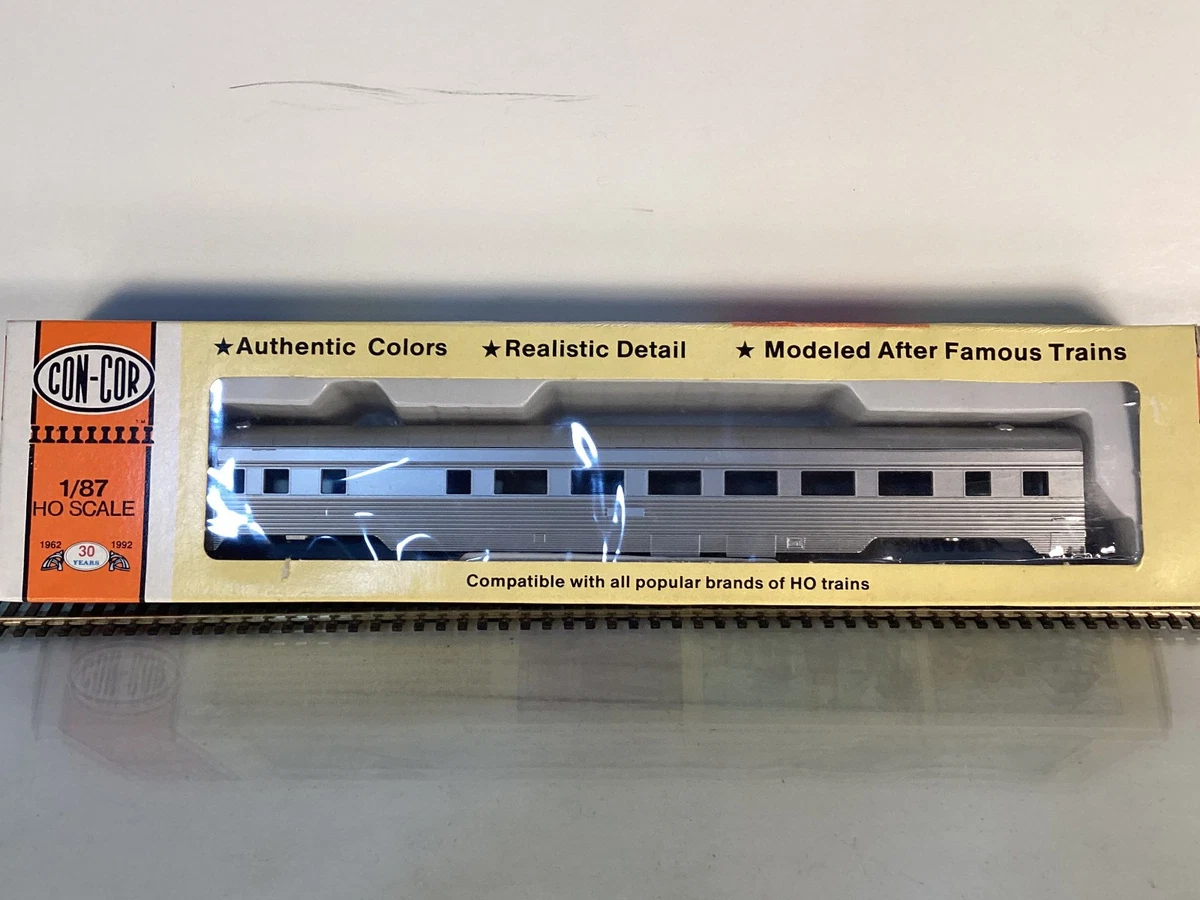 ★Authentic Colors ★Realistic Detail ★ Modeled After Famous Trains
CON-COR
TM
1/87
HO SCALE
1962 30 1992
YEARS
Compatible with all popular brands of HO trains